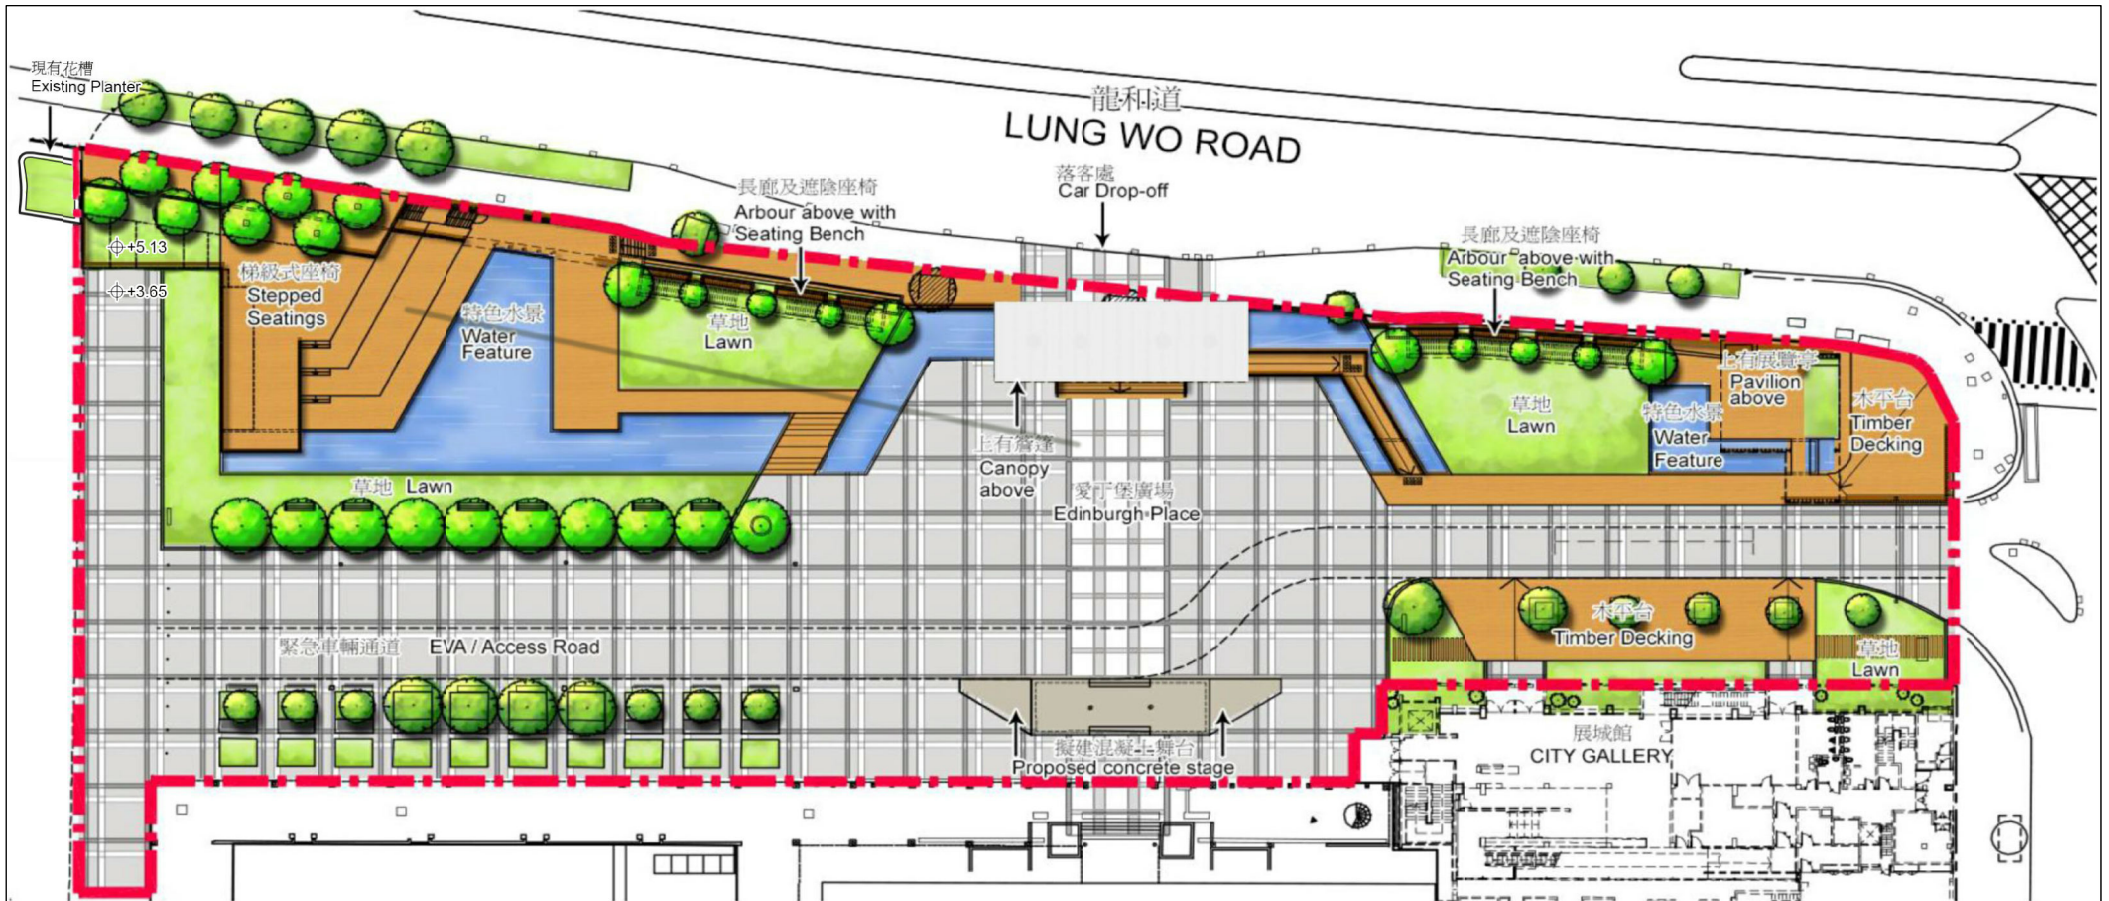 現有花槽
Existing Planter
龍和道
LUNG WO ROAD
落客處
Car Drop-off
長廊及遮陰座椅
Arbour above with
Seating Bench
長廊及遮陰座椅
Arbour above with
Seating Bench
+5.13
+3.65
梯級式座椅
Stepped
Seatings
特色水景
Water
Feature
草地
Lawn
上有簷篷
Canopy
above
愛丁堡廣場
Edinburgh Place
草地
Lawn
上有展覽亭
Pavilion
above
特色水景
Water
Feature
木平台
Timber
Decking
草地 Lawn
緊急車輛通道 EVA / Access Road
木平台
Timber Decking
草地
Lawn
擬建混凝土舞台
Proposed concrete stage
展城館
CITY GALLERY